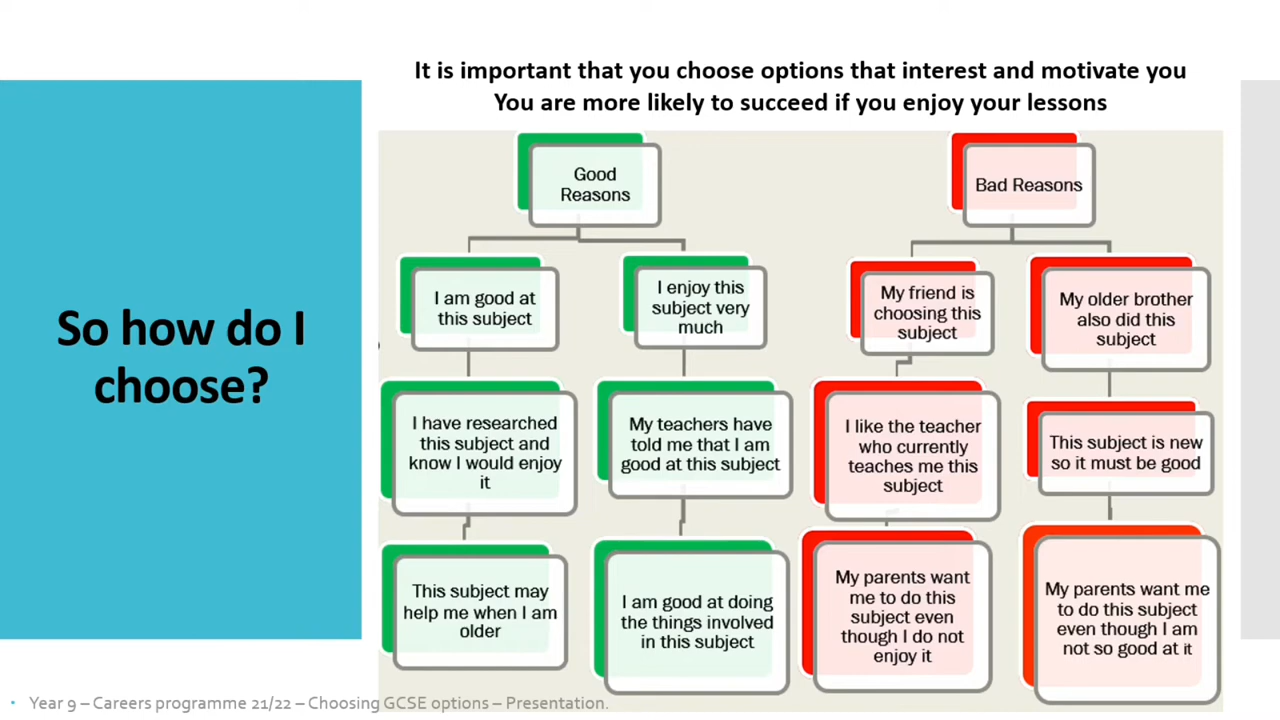 It is important that you choose options that interest and motivate you
You are more likely to succeed if you enjoy your lessons
So how do I
choose?
Good
Reasons
I am good at
this subject
I enjoy this
subject very
much
I have researched
this subject and
know I would enjoy
it
My teachers have
told me that I am
good at this subject
This subject may
help me when I am
older
I am good at doing
the things involved
in this subject
Bad Reasons
My friend is
choosing this
subject
My older brother
also did this
subject
I like the teacher
who currently
teaches me this
subject
This subject is new
so it must be good
My parents want
me to do this
subject even
though I do not
enjoy it
My parents want me
to do this subject
even though I am
not so good at it
• Year 9 – Careers programme 21/22 – Choosing GCSE options – Presentation.